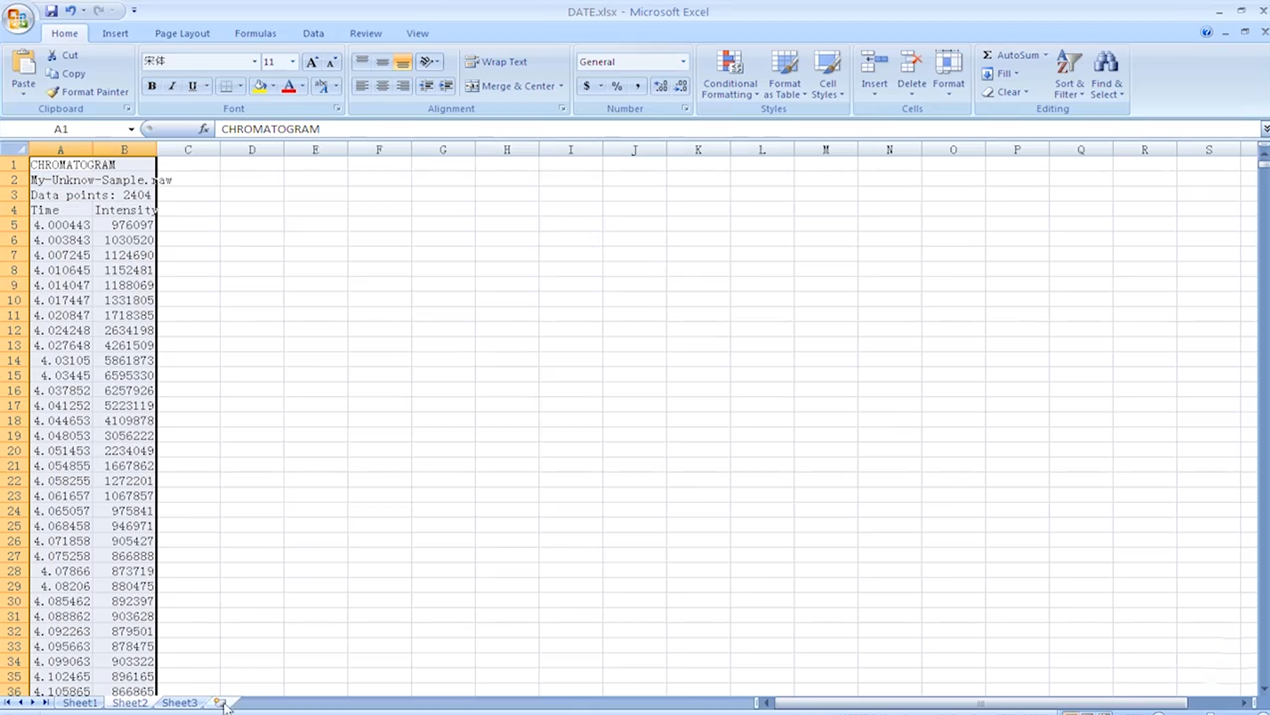 DATE.xlsx - Microsoft Excel
Home Insert Page Layout Formulas Data Review View
Paste
Cut
Copy
Format Painter
宋体 11
B I U
Wrap Text
Merge & Center
General
$ % ,
Conditional Formatting
Format as Table
Cell Styles
Insert
Delete
Format
AutoSum
Fill
Clear
Sort & Filter
Find & Select
Clipboard Font Alignment Number Styles Cells Editing
A1 fx CHROMATOGRAM
A B C D E F G H I J K L M N O P Q R S
1 CHROMATOGRAM
2 My-Unknow-Sample.raw
3 Data points: 2404
4 Time Intensity
5 4.000443 976097
6 4.003843 1030520
7 4.007245 1124690
8 4.010645 1152481
9 4.014047 1188069
10 4.017447 1331805
11 4.020847 1718385
12 4.024248 2634198
13 4.027648 4261509
14 4.03105 5861873
15 4.03445 6595330
16 4.037852 6257926
17 4.041252 5223119
18 4.044653 4109878
19 4.048053 3056222
20 4.051453 2234049
21 4.054855 1667862
22 4.058255 1272201
23 4.061657 1067857
24 4.065057 975841
25 4.068458 946971
26 4.071858 905427
27 4.075258 866888
28 4.07866 873719
29 4.08206 880475
30 4.085462 892397
31 4.088862 903628
32 4.092263 879501
33 4.095663 878475
34 4.099063 903322
35 4.102465 896165
36 4.105865 866865
Sheet1 Sheet2 Sheet3